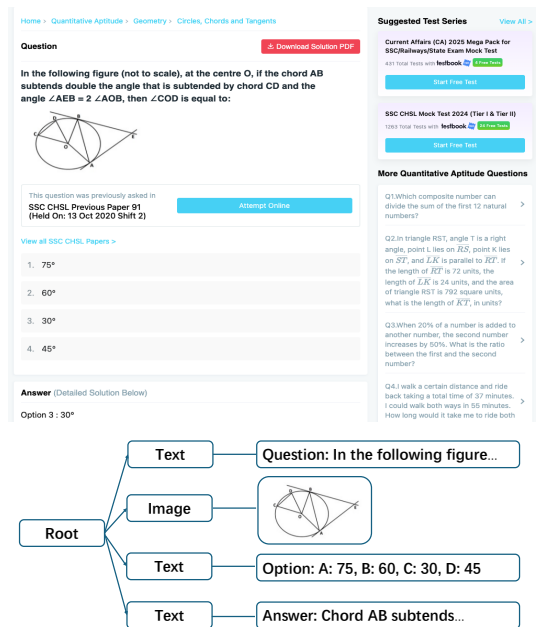 Home > Quantitative Aptitude > Geometry > Circles, Chords and Tangents
Question
Download Solution PDF
In the following figure (not to scale), at the centre O, if the chord AB
subtends double the angle that is subtended by chord CD and the
angle ∠AEB = 2 ∠AOB, then ∠COD is equal to:
C
D
B
O
A
E
This question was previously asked in
SSC CHSL Previous Paper 91
(Held On: 13 Oct 2020 Shift 2)
Attempt Online
View all SSC CHSL Papers >
1. 75°
2. 60°
3. 30°
4. 45°
Answer (Detailed Solution Below)
Option 3 : 30°
Suggested Test Series
View All >
Current Affairs (CA) 2025 Mega Pack for
SSC/Railways/State Exam Mock Test
431 Total Tests with testbook 3 Free Tests
Start Free Test
SSC CHSL Mock Test 2024 (Tier I & Tier II)
1265 Total Tests with testbook Free Tests
Start Free Test
More Quantitative Aptitude Questions
Q1.Which composite number can
divide the sum of the first 12 natural
numbers?
Q2.In triangle RST, angle T is a right
angle, point L lies on RS, point K lies
on ST, and LK is parallel to RT. If
the length of RT is 72 units, the
length of LK is 24 units, and the area
of triangle RST is 792 square units,
what is the length of KT, in units?
Q3.When 20% of a number is added to
another number, the second number
increases by 50%. What is the ratio
between the first and the second
number?
Q4.I walk a certain distance and ride
back taking a total time of 37 minutes.
I could walk both ways in 55 minutes.
How long would it take me to ride both
Root
Text
Question: In the following figure...
Image
C
D
B
O
A
E
Text
Option: A: 75, B: 60, C: 30, D: 45
Text
Answer: Chord AB subtends...